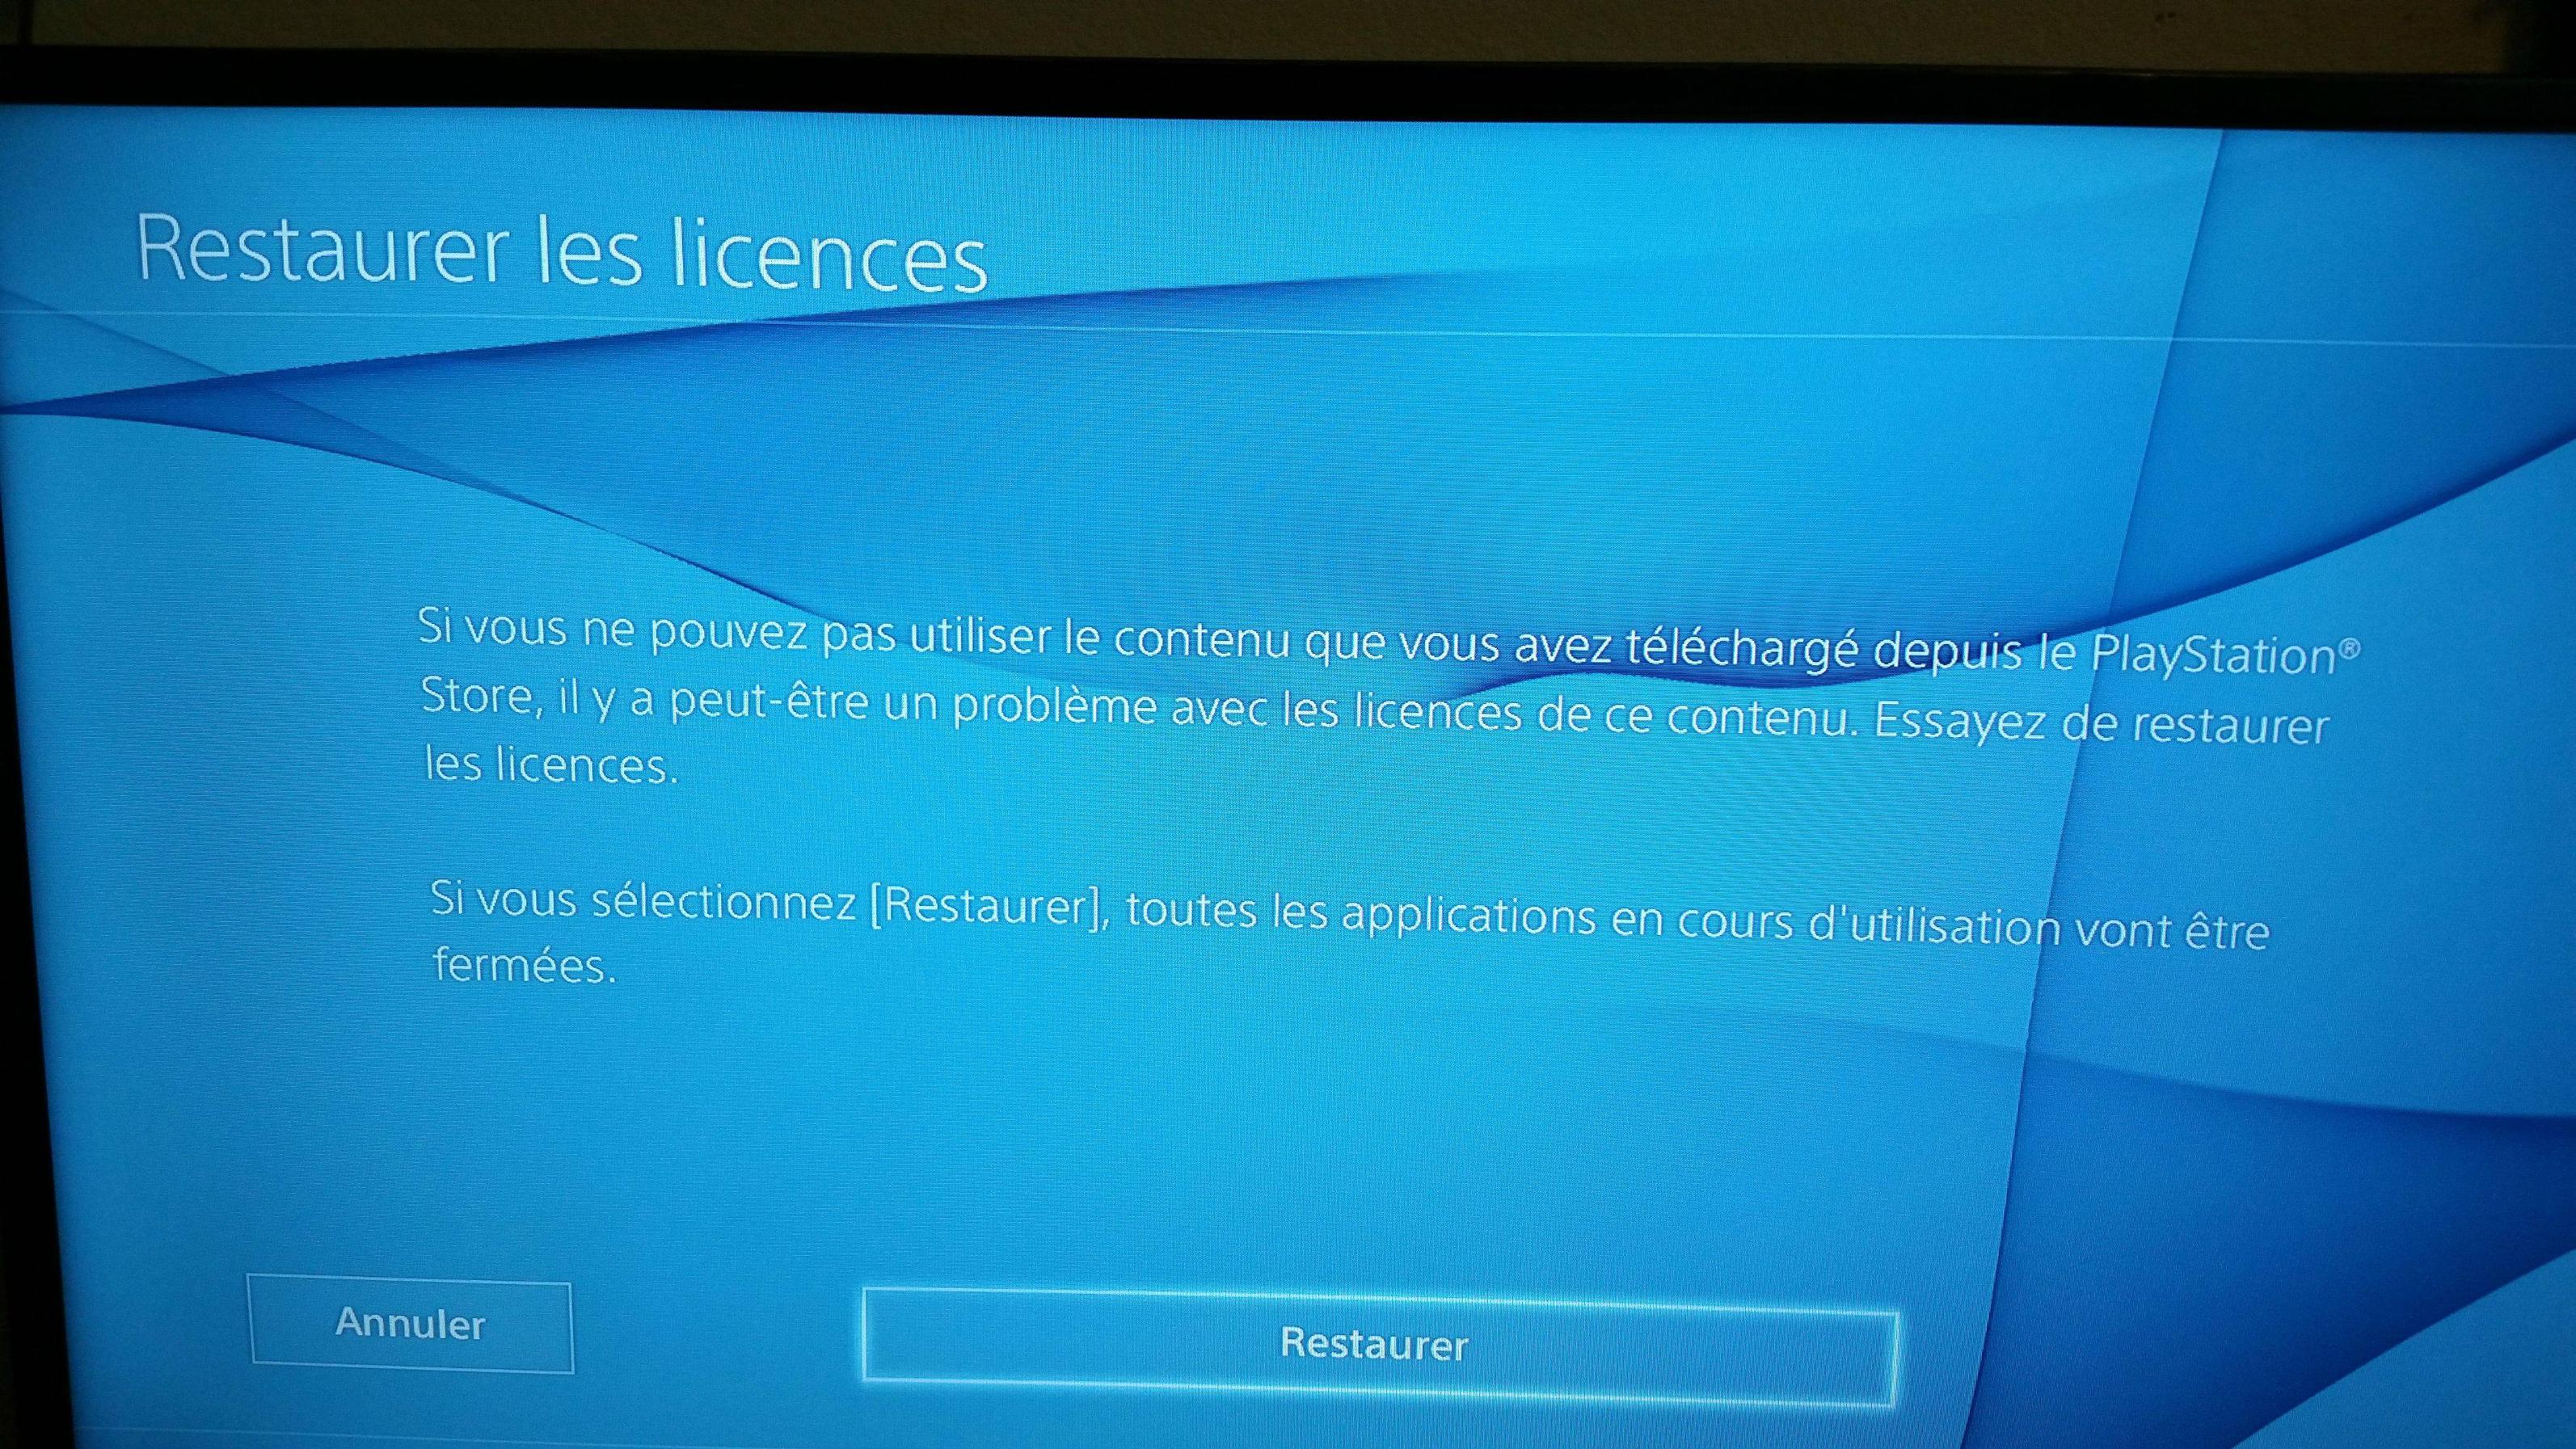 Restaurer les licences
Si vous ne pouvez pas utiliser le contenu que vous avez téléchargé depuis le PlayStation®
Store, il y a peut-être un problème avec les licences de ce contenu. Essayez de restaurer
les licences.
Si vous sélectionnez [Restaurer], toutes les applications en cours d'utilisation vont être
fermées.
Annuler
Restaurer